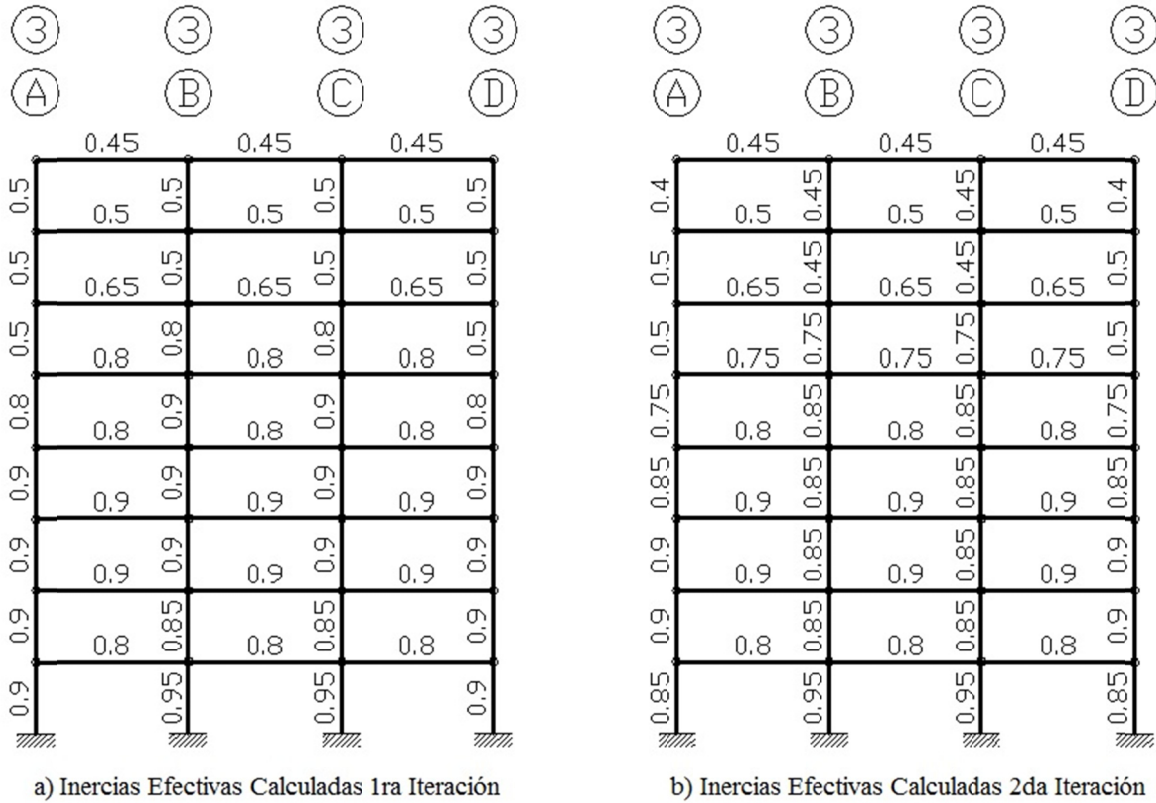 3 3 3 3
A B C D
0.45 0.45 0.45
0.5 0.5 0.5 0.5
0.5 0.5 0.5
0.5 0.5 0.5 0.5
0.65 0.65 0.65
0.5 0.8 0.8 0.5
0.8 0.8 0.8
0.8 0.9 0.9 0.8
0.8 0.8 0.8
0.9 0.9 0.9 0.9
0.9 0.9 0.9
0.9 0.9 0.9 0.9
0.9 0.9 0.9
0.9 0.85 0.85 0.9
0.8 0.8 0.8
0.9 0.95 0.95 0.9
a) Inercias Efectivas Calculadas 1ra Iteración
3 3 3 3
A B C D
0.45 0.45 0.45
0.4 0.45 0.45 0.4
0.5 0.5 0.5
0.5 0.45 0.45 0.5
0.65 0.65 0.65
0.5 0.75 0.75 0.5
0.75 0.75 0.75
0.75 0.85 0.85 0.75
0.8 0.8 0.8
0.85 0.85 0.85 0.85
0.9 0.9 0.9
0.9 0.85 0.85 0.9
0.9 0.9 0.9
0.9 0.85 0.85 0.9
0.8 0.8 0.8
0.85 0.95 0.95 0.85
b) Inercias Efectivas Calculadas 2da Iteración